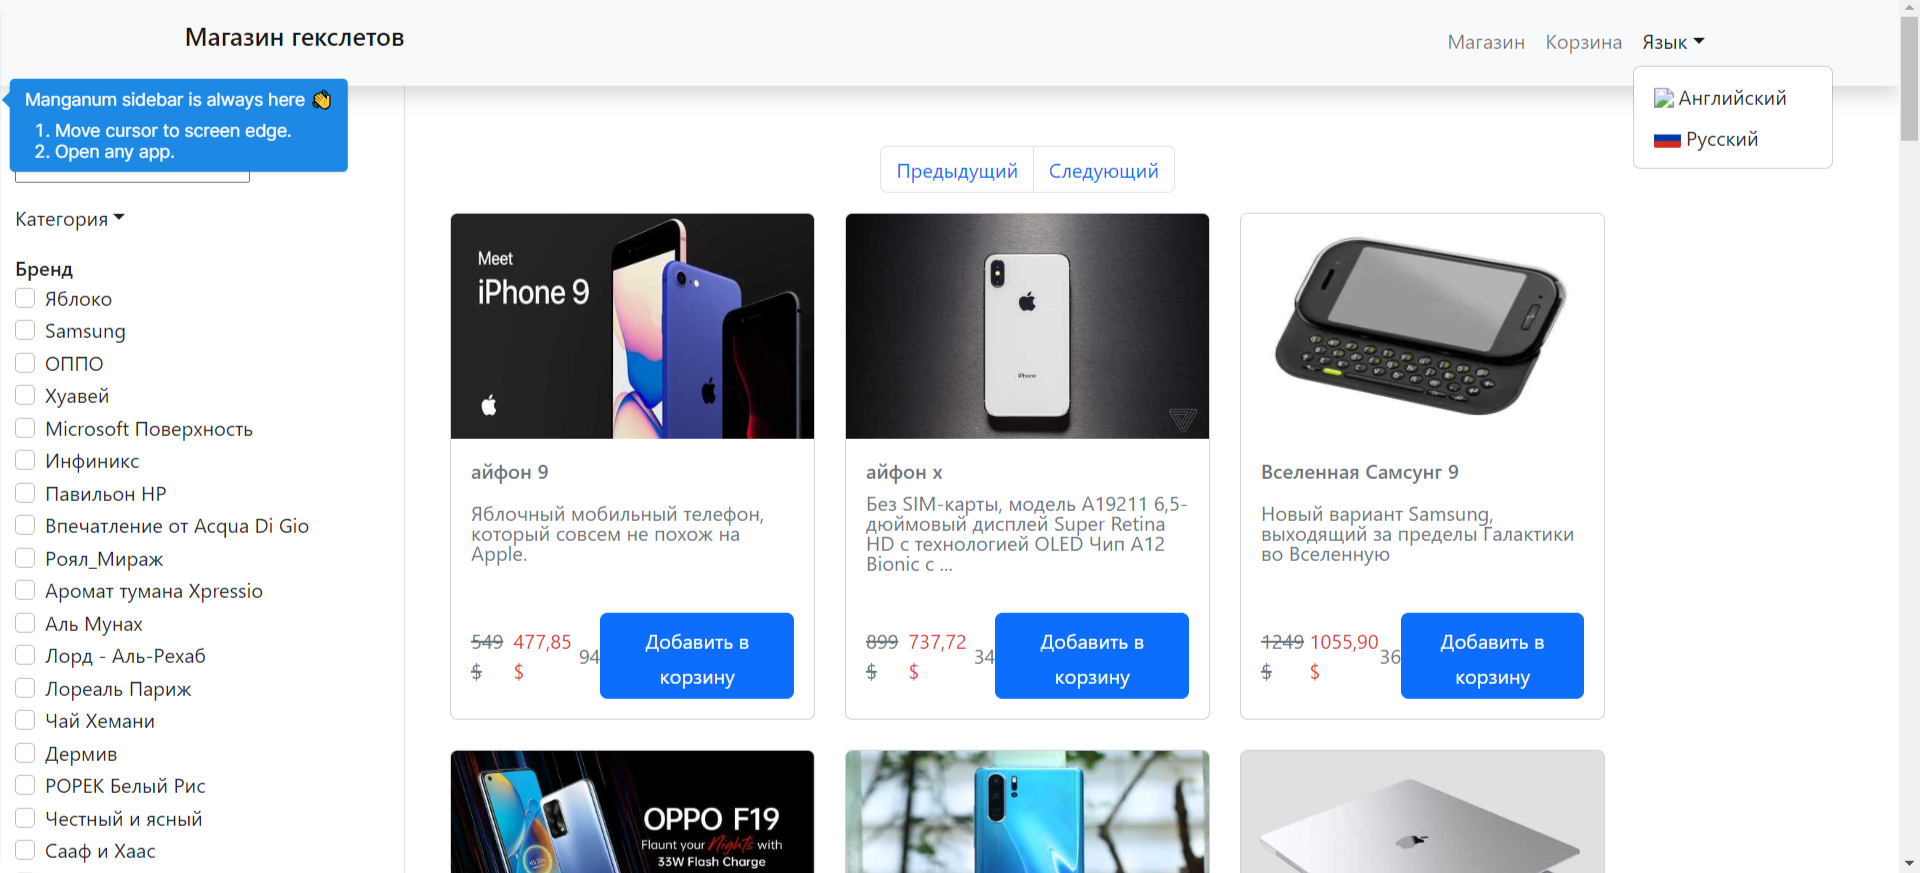 Магазин гекслетов
Магазин
Корзина
Язык
Английский
Русский
Manganum sidebar is always here 👋
1. Move cursor to screen edge.
2. Open any app.
Категория
Бренд
Яблоко
Samsung
ОППО
Хуавей
Microsoft Поверхность
Инфиникс
Павильон HP
Впечатление от Acqua Di Gio
Роял_Мираж
Аромат тумана Xpressio
Аль Мунах
Лорд - Аль-Рехаб
Лореаль Париж
Чай Хемани
Дермив
РОРЕК Белый Рис
Честный и ясный
Сааф и Хаас
Предыдущий
Следующий
Meet
iPhone 9
айфон 9
Яблочный мобильный телефон,
который совсем не похож на
Apple.
549 $
477,85 $
94
Добавить в
корзину
iPhone
айфон х
Без SIM-карты, модель A19211 6,5-
дюймовый дисплей Super Retina
HD с технологией OLED Чип A12
Bionic с ...
899 $
737,72 $
34
Добавить в
корзину
Вселенная Самсунг 9
Новый вариант Samsung,
выходящий за пределы Галактики
во Вселенную
1249 $
1055,90 $
36
Добавить в
корзину
OPPO F19
Flaunt your Nights with
33W Flash Charge